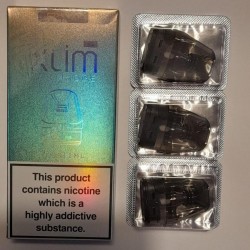 XLIM
This product
contains nicotine
which is a
highly addictive
substance.